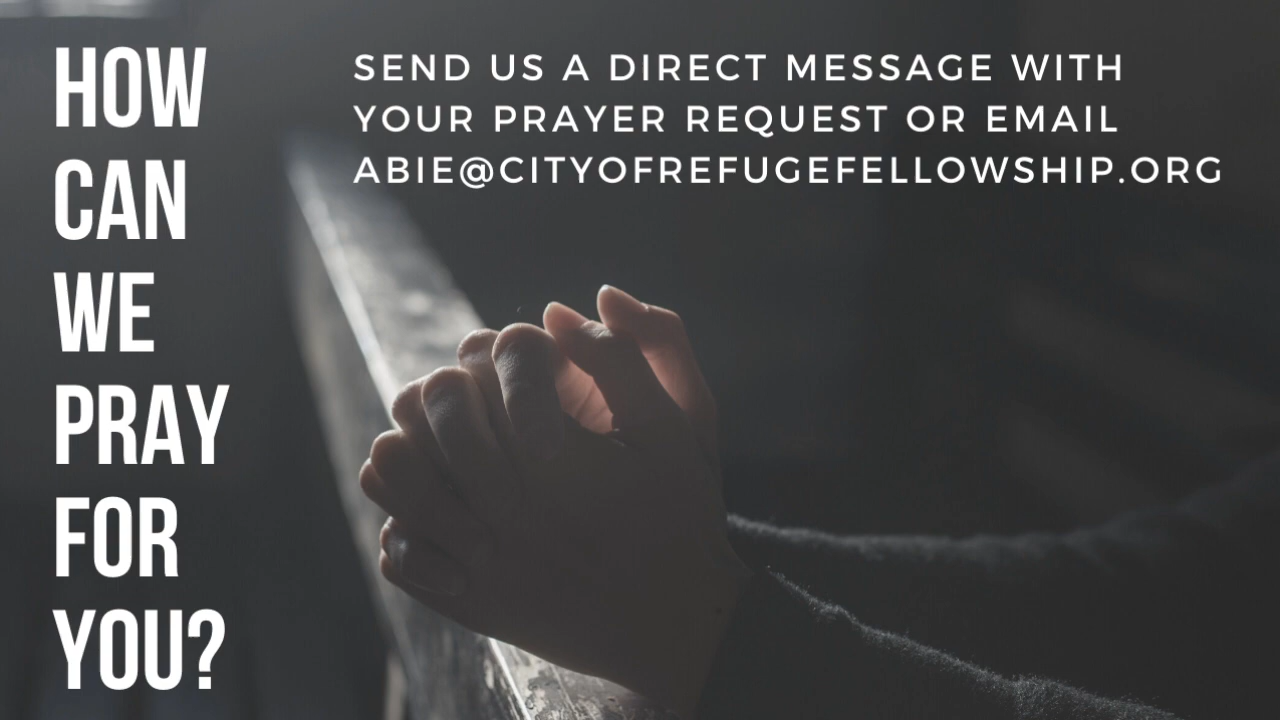 HOW
CAN
WE
PRAY
FOR
YOU?
SEND US A DIRECT MESSAGE WITH
YOUR PRAYER REQUEST OR EMAIL
ABIE@CITYOFREFUGEFELLOWSHIP.ORG